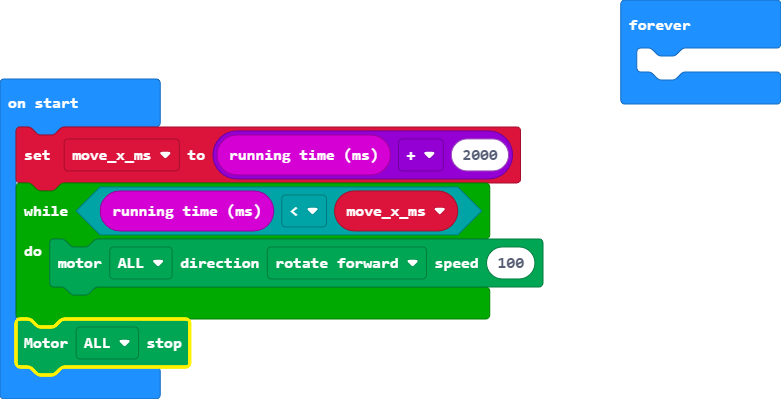 forever
on start
set move_x_ms to running time (ms) + 2000
while running time (ms) < move_x_ms
do motor ALL direction rotate forward speed 100
Motor ALL stop